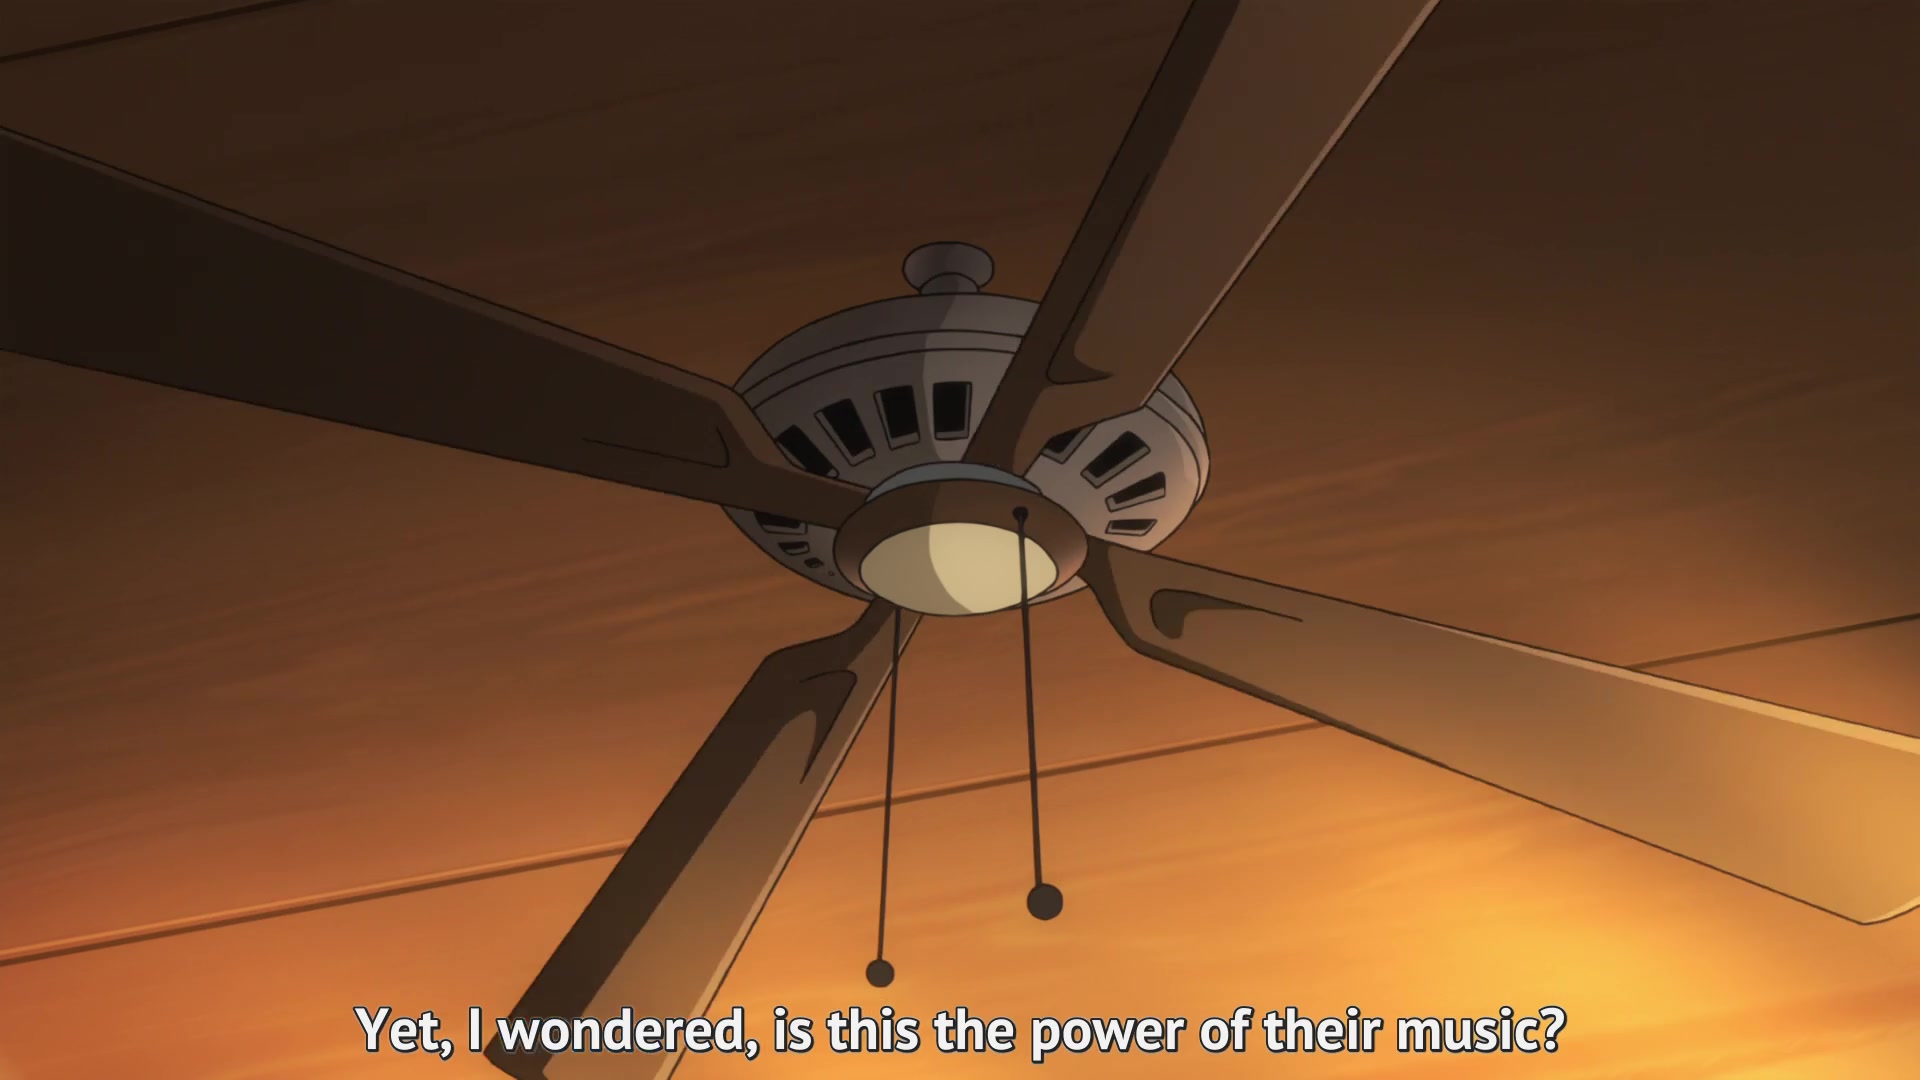 Yet, I wondered, is this the power of their music?